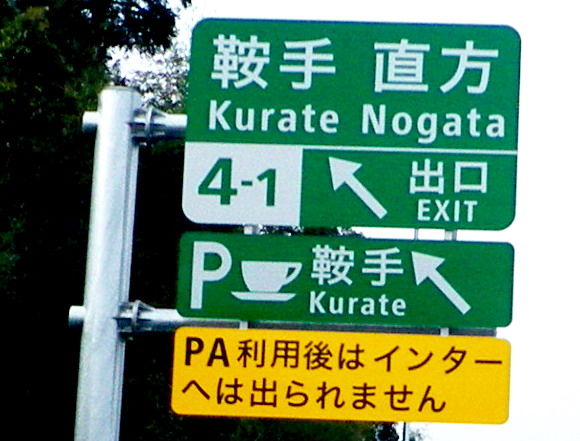 鞍手 直方
Kurate Nogata
4-1 出口
EXIT
P 鞍手
Kurate
PA利用後はインター
へは出られません